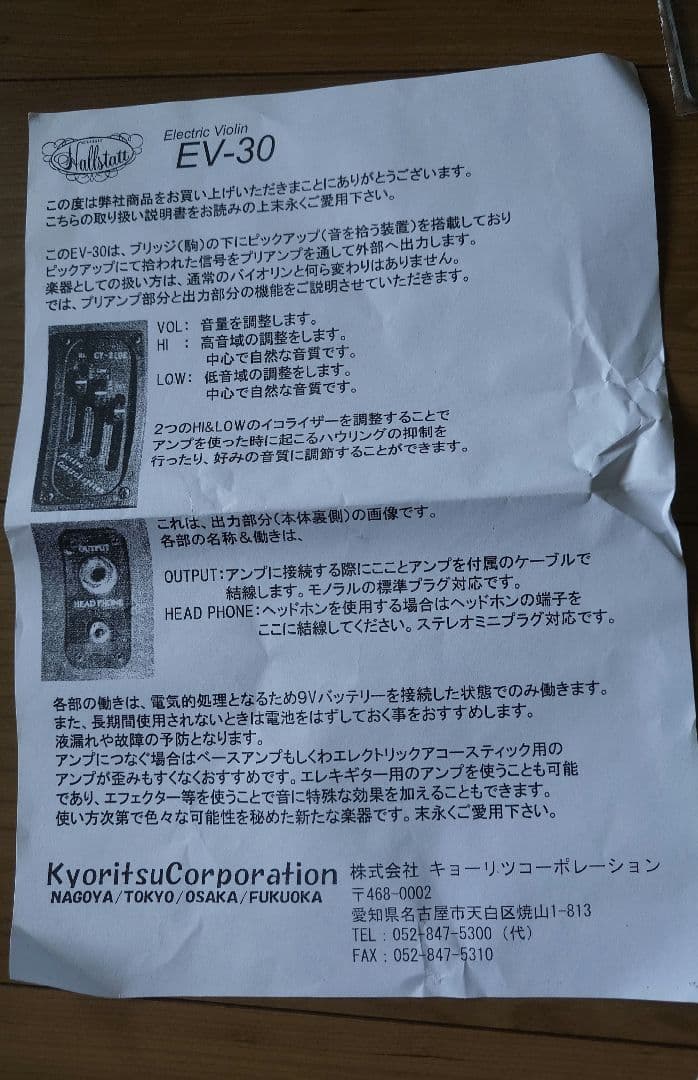 Hallstatt
Electric Violin
EV-30
この度は弊社商品をお買い上げいただきまことにありがとうございます。
こちらの取り扱い説明書をお読みの上末永くご愛用下さい。
このEV-30は、ブリッジ(駒)の下にピックアップ(音を拾う装置)を搭載しており
ピックアップにて拾われた信号をプリアンプを通して外部へ出力します。
楽器としての扱い方は、通常のバイオリンと何ら変わりはありません。
では、プリアンプ部分と出力部分の機能をご説明させていただきます。
VOL: 音量を調整します。
HI : 高音域の調整をします。
中心で自然な音質です。
LOW: 低音域の調整をします。
中心で自然な音質です。
2つのHI&LOWのイコライザーを調整することで
アンプを使った時に起こるハウリングの抑制を
行ったり、好みの音質に調節することができます。
これは、出力部分(本体裏側)の画像です。
各部の名称&働きは、
OUTPUT
HEAD PHONE
OUTPUT:アンプに接続する際にここアンプを付属のケーブルで
結線します。モノラルの標準プラグ対応です。
HEAD PHONE:ヘッドホンを使用する場合はヘッドホンの端子を
ここに結線してください。ステレオミニプラグ対応です。
各部の働きは、電気的処理となるため9Vバッテリーを接続した状態でのみ働きます。
また、長期間使用されないときは電池をはずしておく事をおすすめします。
液漏れや故障の予防となります。
アンプにつなぐ場合はベースアンプもしくわエレクトリックアコースティック用の
アンプが歪みもすくなくおすすめです。エレキギター用のアンプを使うことも可能
であり、エフェクター等を使うことで音に特殊な効果を加えることもできます。
使い方次第で色々な可能性を秘めた新たな楽器です。末永くご愛用下さい。
KyoritsuCorporation
NAGOYA/TOKYO/OSAKA/FUKUOKA
株式会社 キョーリツコーポレーション
〒468-0002
愛知県名古屋市天白区焼山1-813
TEL : 052-847-5300 (代)
FAX : 052-847-5310